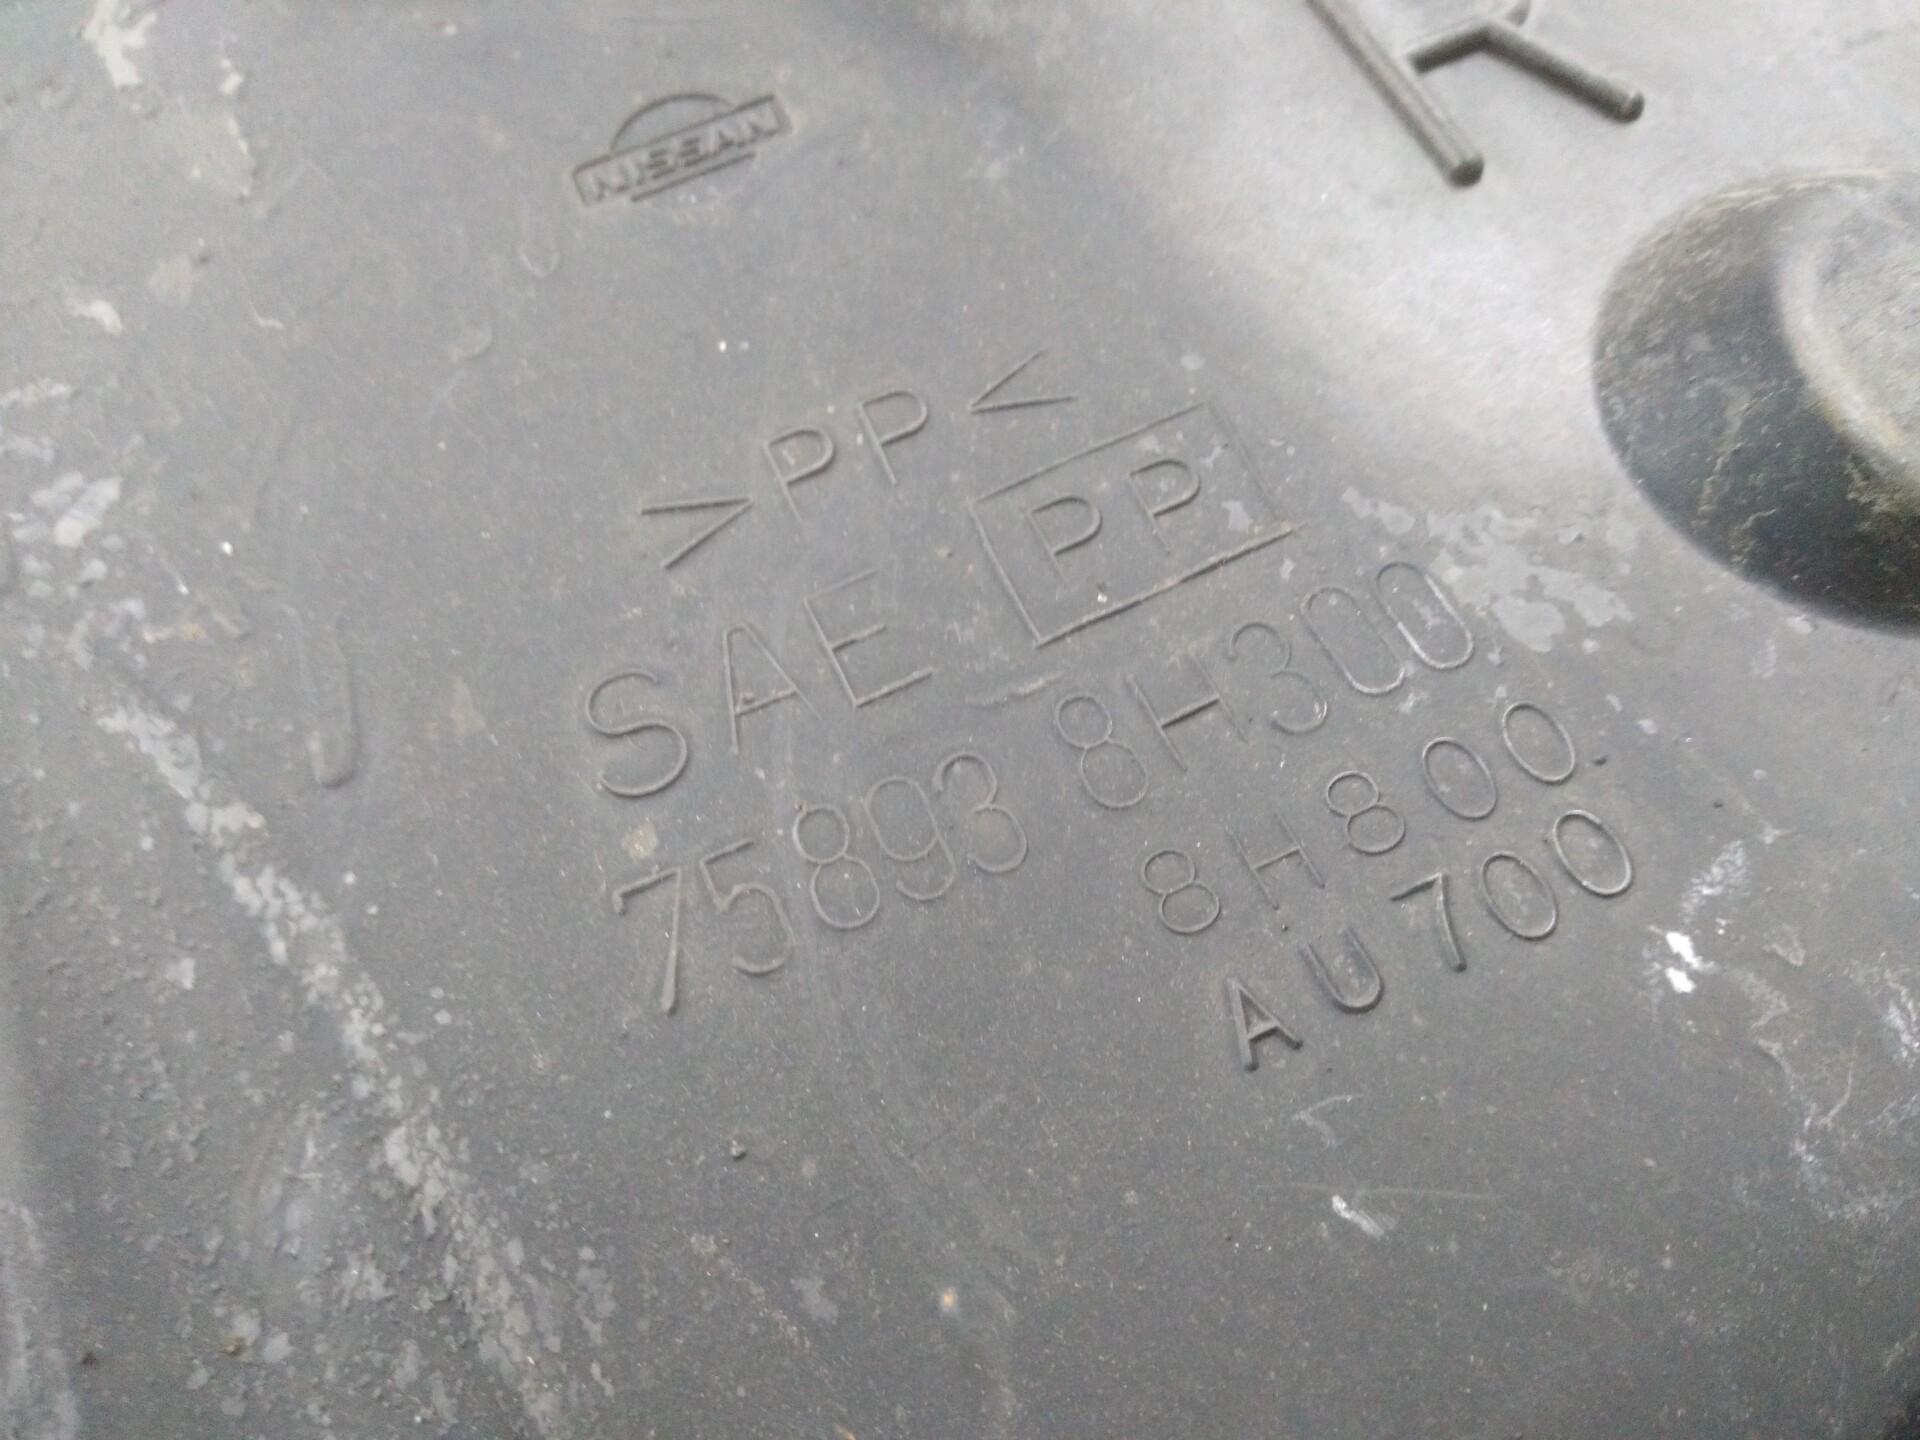 R
NISSAN
>PP<
SAE PP
75893 8H300
8H800
AU700